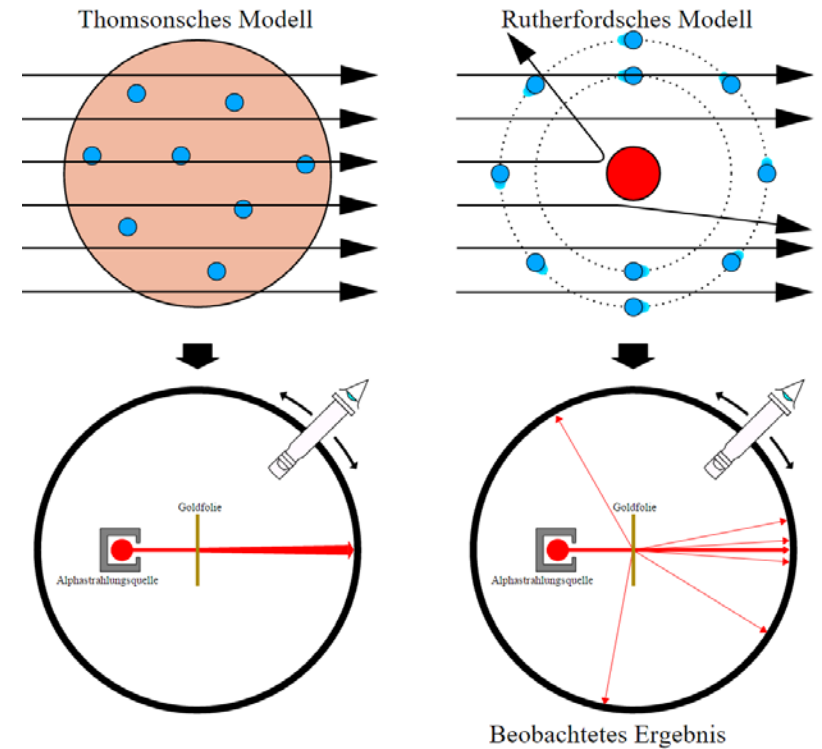 Thomsonsches Modell
Rutherfordsches Modell
Goldfolie
Alphastrahlungsquelle
Goldfolie
Alphastrahlungsquelle
Beobachtetes Ergebnis